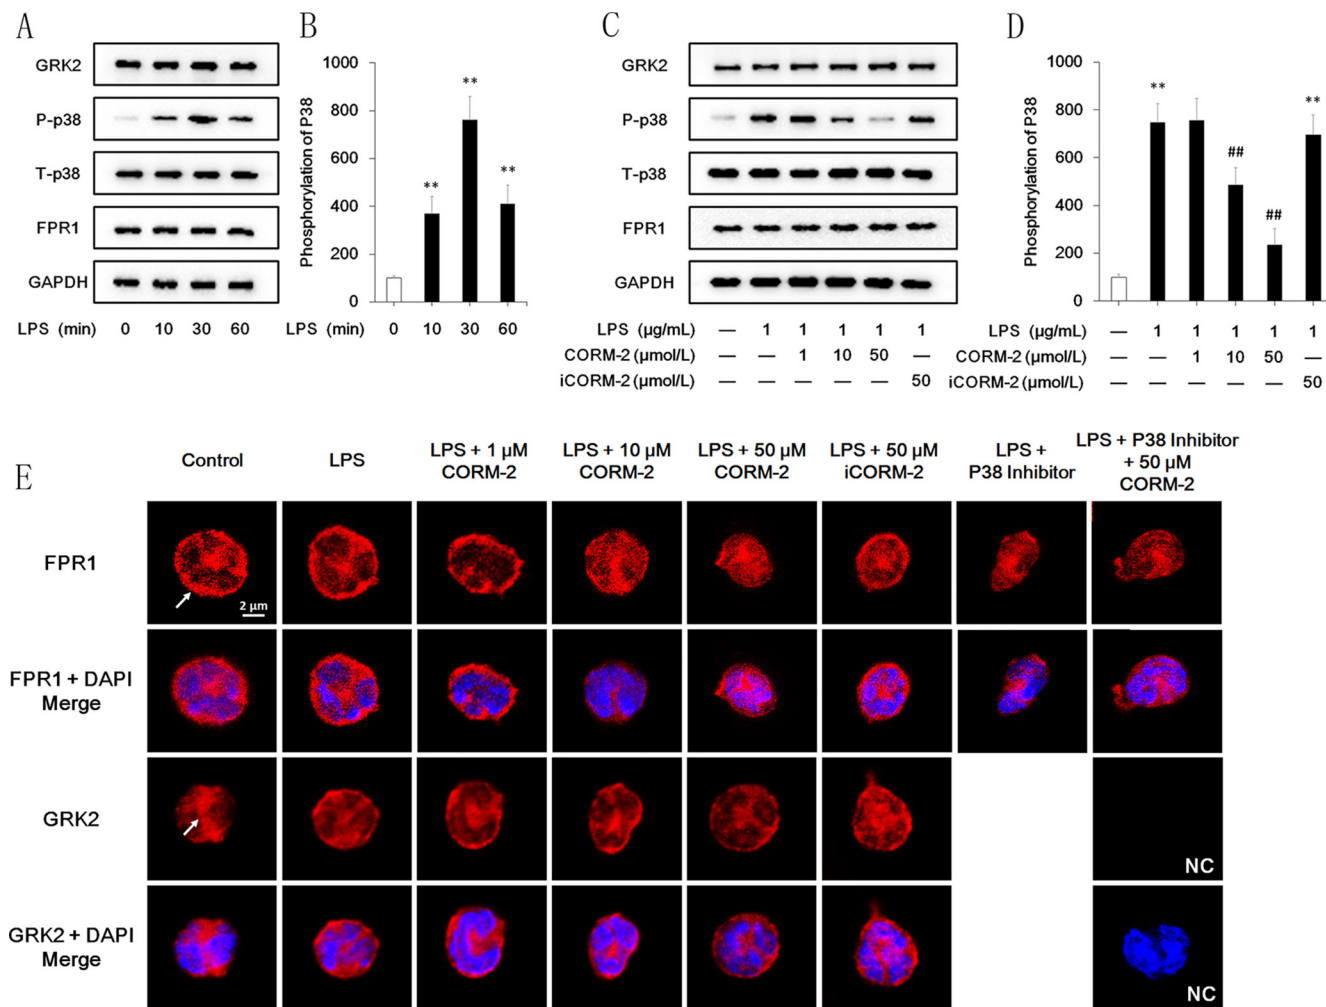 A
GRK2
P-p38
T-p38
FPR1
GAPDH
LPS (min) 0 10 30 60
B
Phosphorylation of P38
1000
800
600
400
200
0
**
**
**
LPS (min) 0 10 30 60
C
GRK2
P-p38
T-p38
FPR1
GAPDH
LPS (µg/mL) — 1 1 1 1 1
CORM-2 (µmol/L) — — 1 10 50 —
iCORM-2 (µmol/L) — — — — — 50
D
Phosphorylation of P38
1000
800
600
400
200
0
**
##
##
**
LPS (µg/mL) — 1 1 1 1 1
CORM-2 (µmol/L) — — 1 10 50 —
iCORM-2 (µmol/L) — — — — — 50
E
Control
LPS
LPS + 1 µM
CORM-2
LPS + 10 µM
CORM-2
LPS + 50 µM
CORM-2
LPS + 50 µM
iCORM-2
LPS +
P38 Inhibitor
LPS + P38 Inhibitor
+ 50 µM
CORM-2
FPR1
2 µm
FPR1 + DAPI
Merge
GRK2
NC
GRK2 + DAPI
Merge
NC